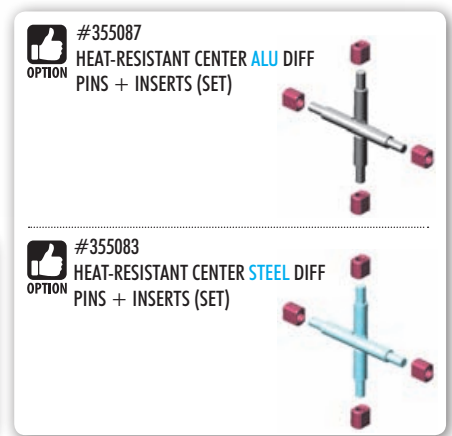 #355087
HEAT-RESISTANT CENTER ALU DIFF
OPTION
PINS + INSERTS (SET)
#355083
HEAT-RESISTANT CENTER STEEL DIFF
OPTION
PINS + INSERTS (SET)